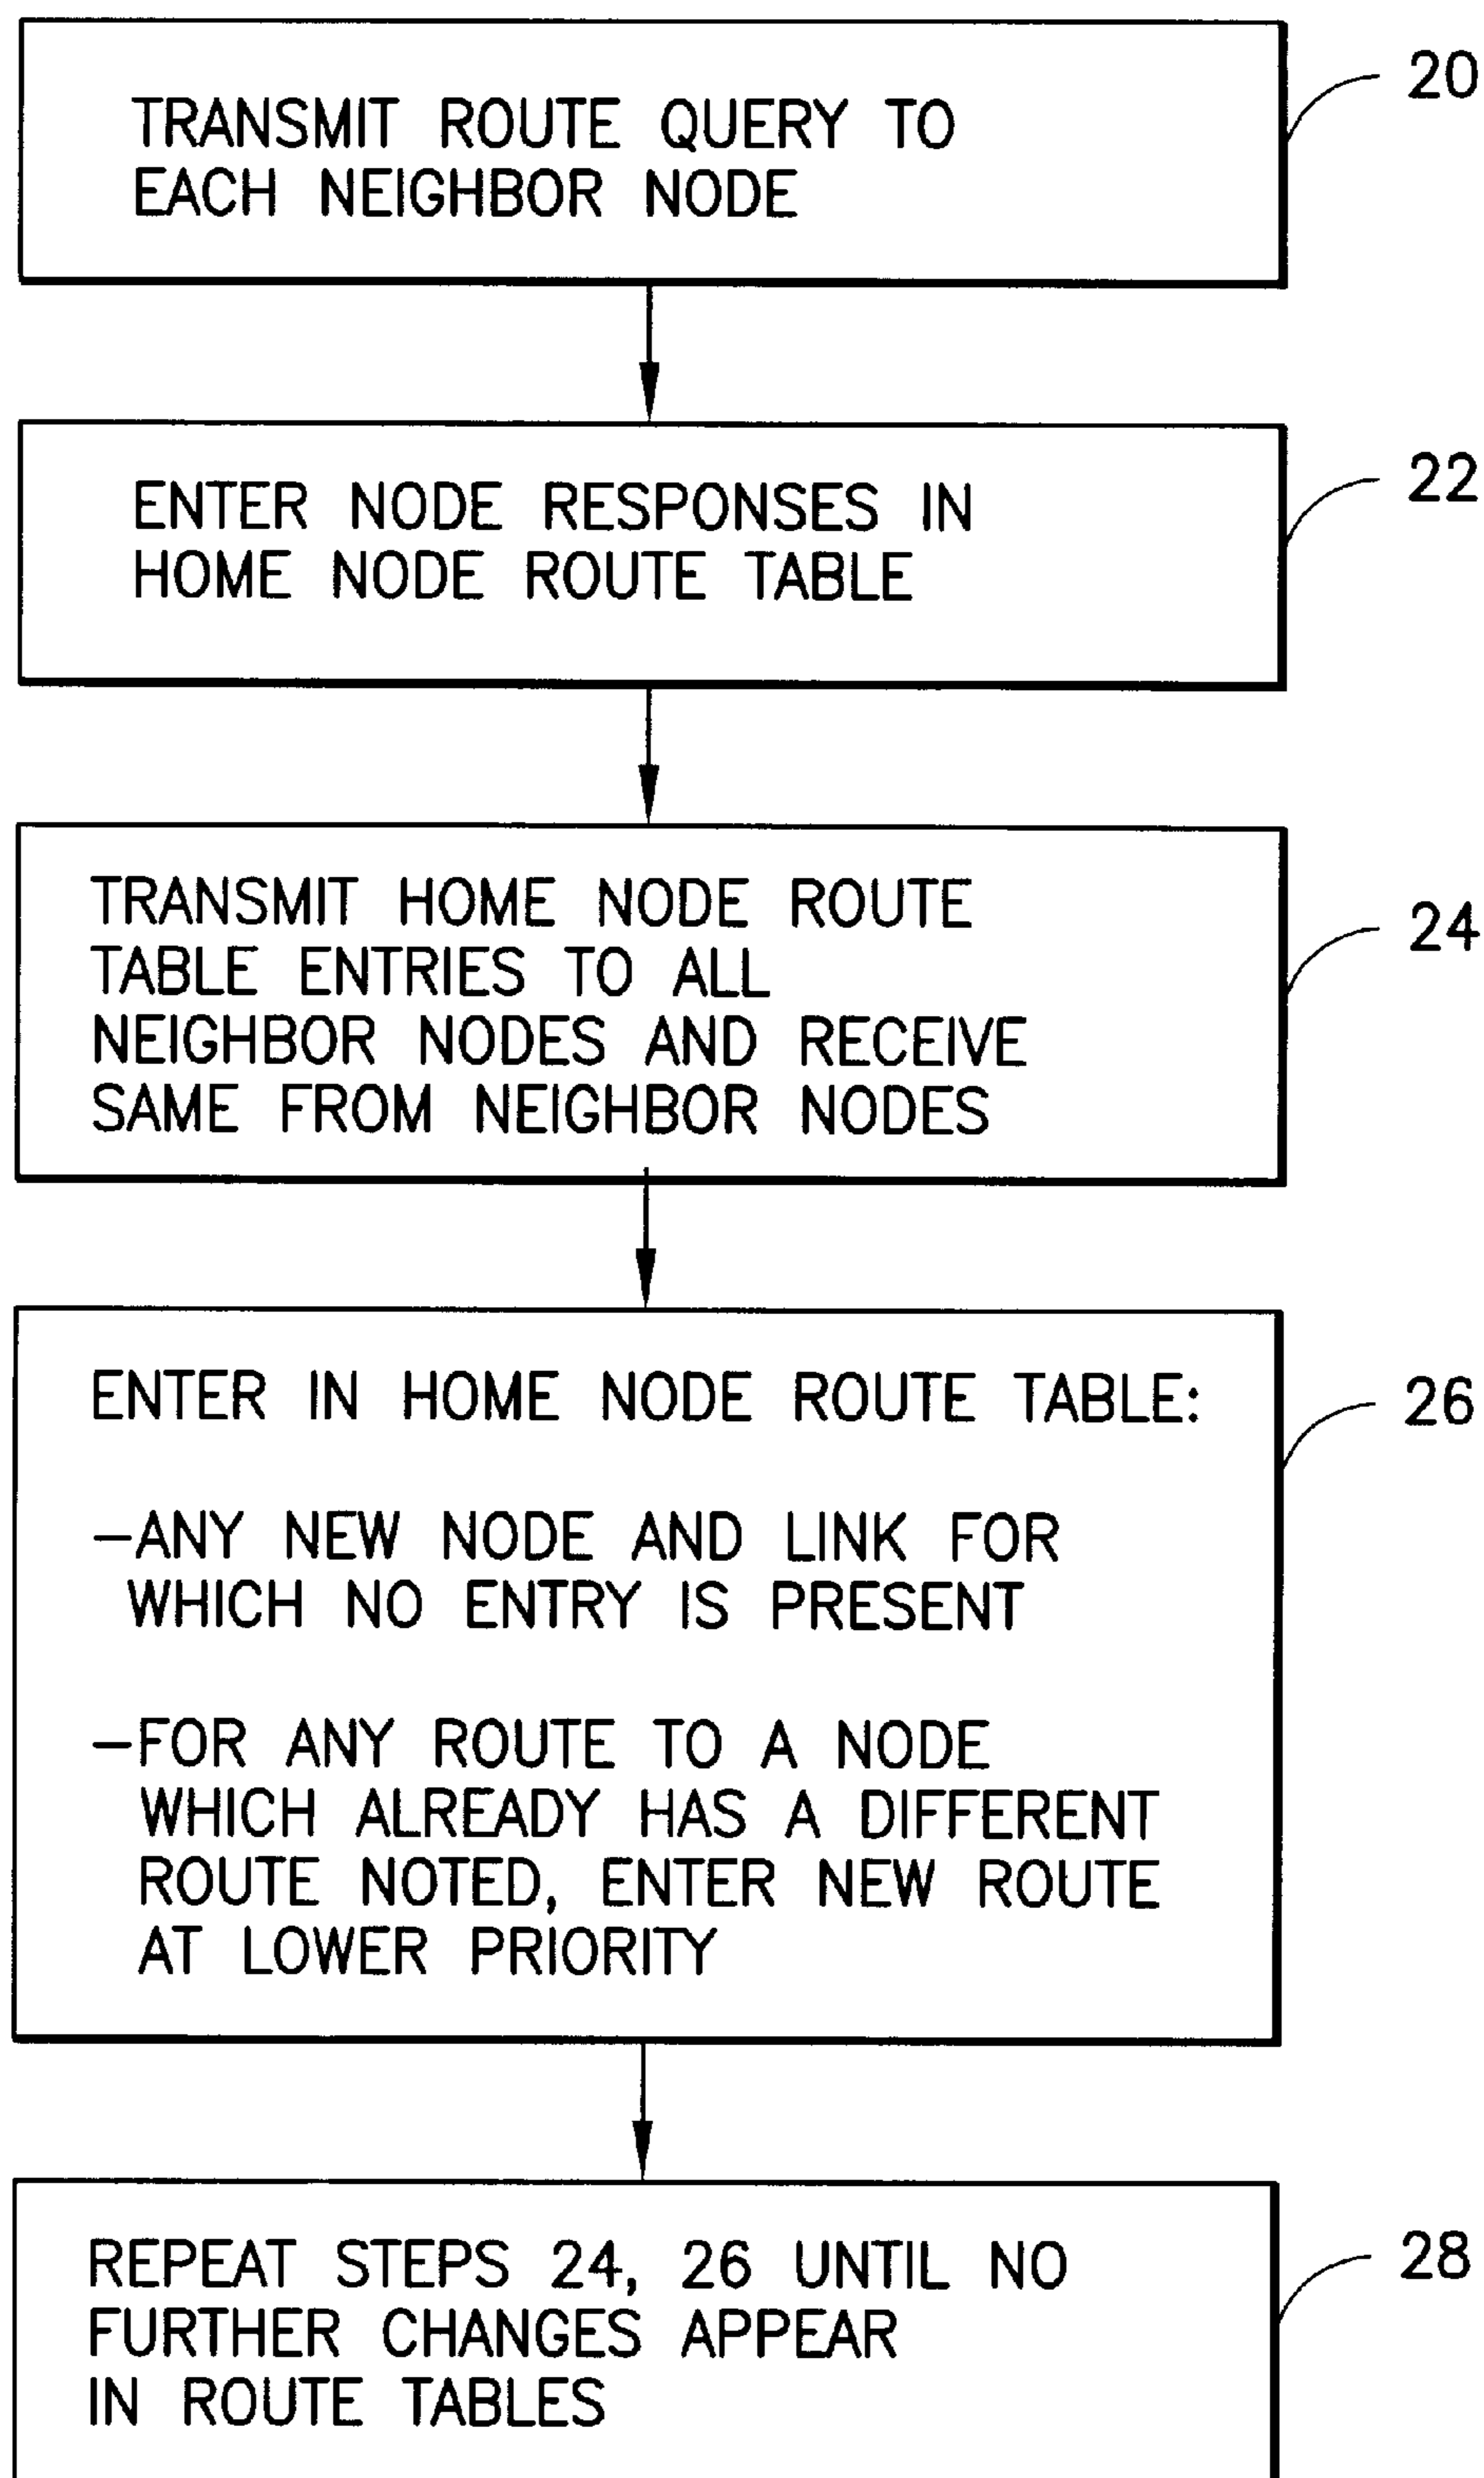 TRANSMIT ROUTE QUERY TO
EACH NEIGHBOR NODE
20
ENTER NODE RESPONSES IN
HOME NODE ROUTE TABLE
22
TRANSMIT HOME NODE ROUTE
TABLE ENTRIES TO ALL
NEIGHBOR NODES AND RECEIVE
SAME FROM NEIGHBOR NODES
24
ENTER IN HOME NODE ROUTE TABLE:
26
-ANY NEW NODE AND LINK FOR
WHICH NO ENTRY IS PRESENT
-FOR ANY ROUTE TO A NODE
WHICH ALREADY HAS A DIFFERENT
ROUTE NOTED, ENTER NEW ROUTE
AT LOWER PRIORITY
REPEAT STEPS 24, 26 UNTIL NO
FURTHER CHANGES APPEAR
IN ROUTE TABLES
28